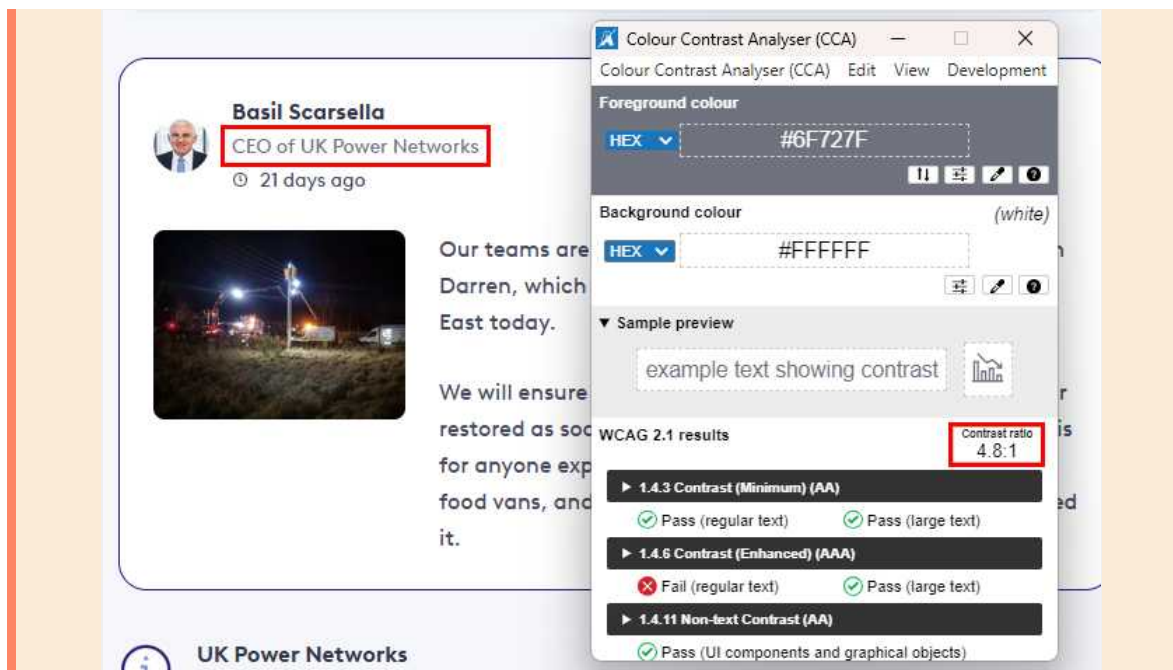 Basil Scarsella
CEO of UK Power Networks
21 days ago
Our teams are
Darren, which
East today.
We will ensure
restored as soo
for anyone exp
food vans, and
it.
is
ed
UK Power Networks
Colour Contrast Analyser (CCA)
Colour Contrast Analyser (CCA) Edit View Development
Foreground colour
HEX #6F727F
Background colour (white)
HEX #FFFFFF
▼ Sample preview
example text showing contrast
WCAG 2.1 results
Contrast ratio
4.8:1
▶ 1.4.3 Contrast (Minimum) (AA)
Pass (regular text) Pass (large text)
▶ 1.4.6 Contrast (Enhanced) (AAA)
Fail (regular text) Pass (large text)
▶ 1.4.11 Non-text Contrast (AA)
Pass (UI components and graphical objects)